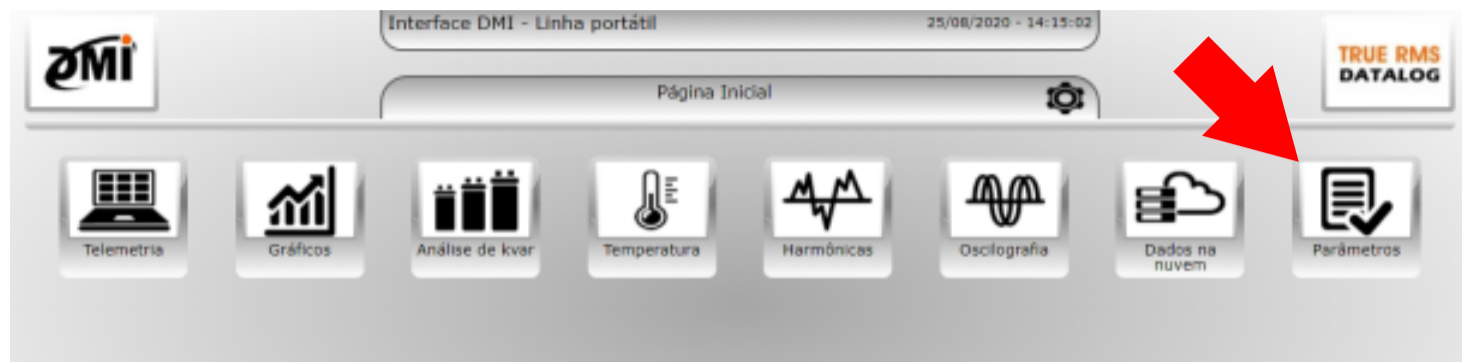 Interface DMI - Linha portátil 25/08/2020 - 14:15:02
DMI
TRUE RMS
DATALOG
Página Inicial
Telemetria
Gráficos
Análise de kvar
Temperatura
Harmônicas
Oscilografia
Dados na
nuvem
Parâmetros